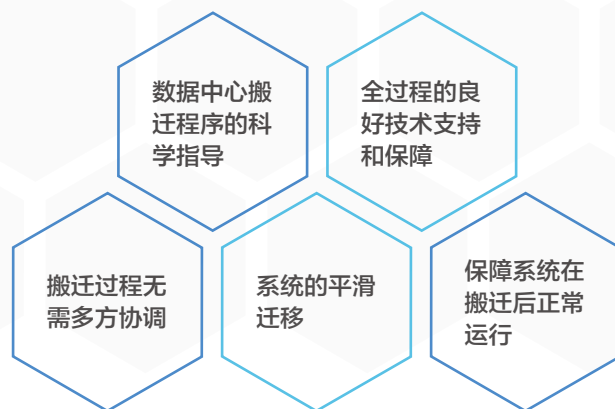 数据中心搬
迁程序的科
学指导
全过程的良
好技术支持
和保障
搬迁过程无
需多方协调
系统的平滑
迁移
保障系统在
搬迁后正常
运行